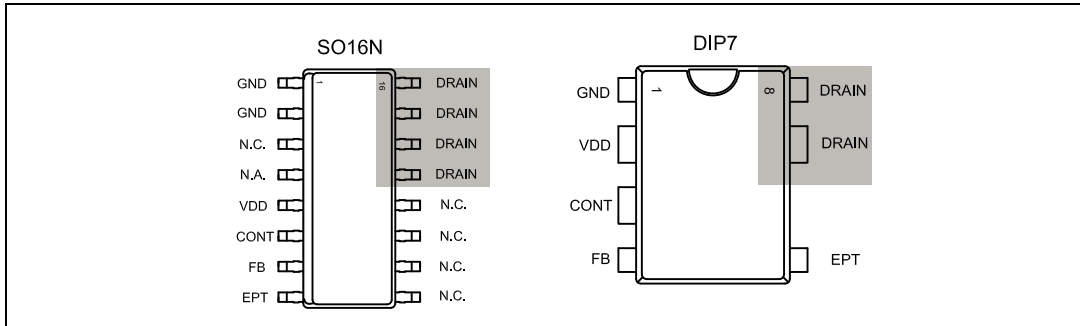 SO16N
GND 1 16 DRAIN
GND DRAIN
N.C. DRAIN
N.A. DRAIN
VDD N.C.
CONT N.C.
FB N.C.
EPT N.C.
DIP7
GND 1 8 DRAIN
VDD DRAIN
CONT
FB EPT